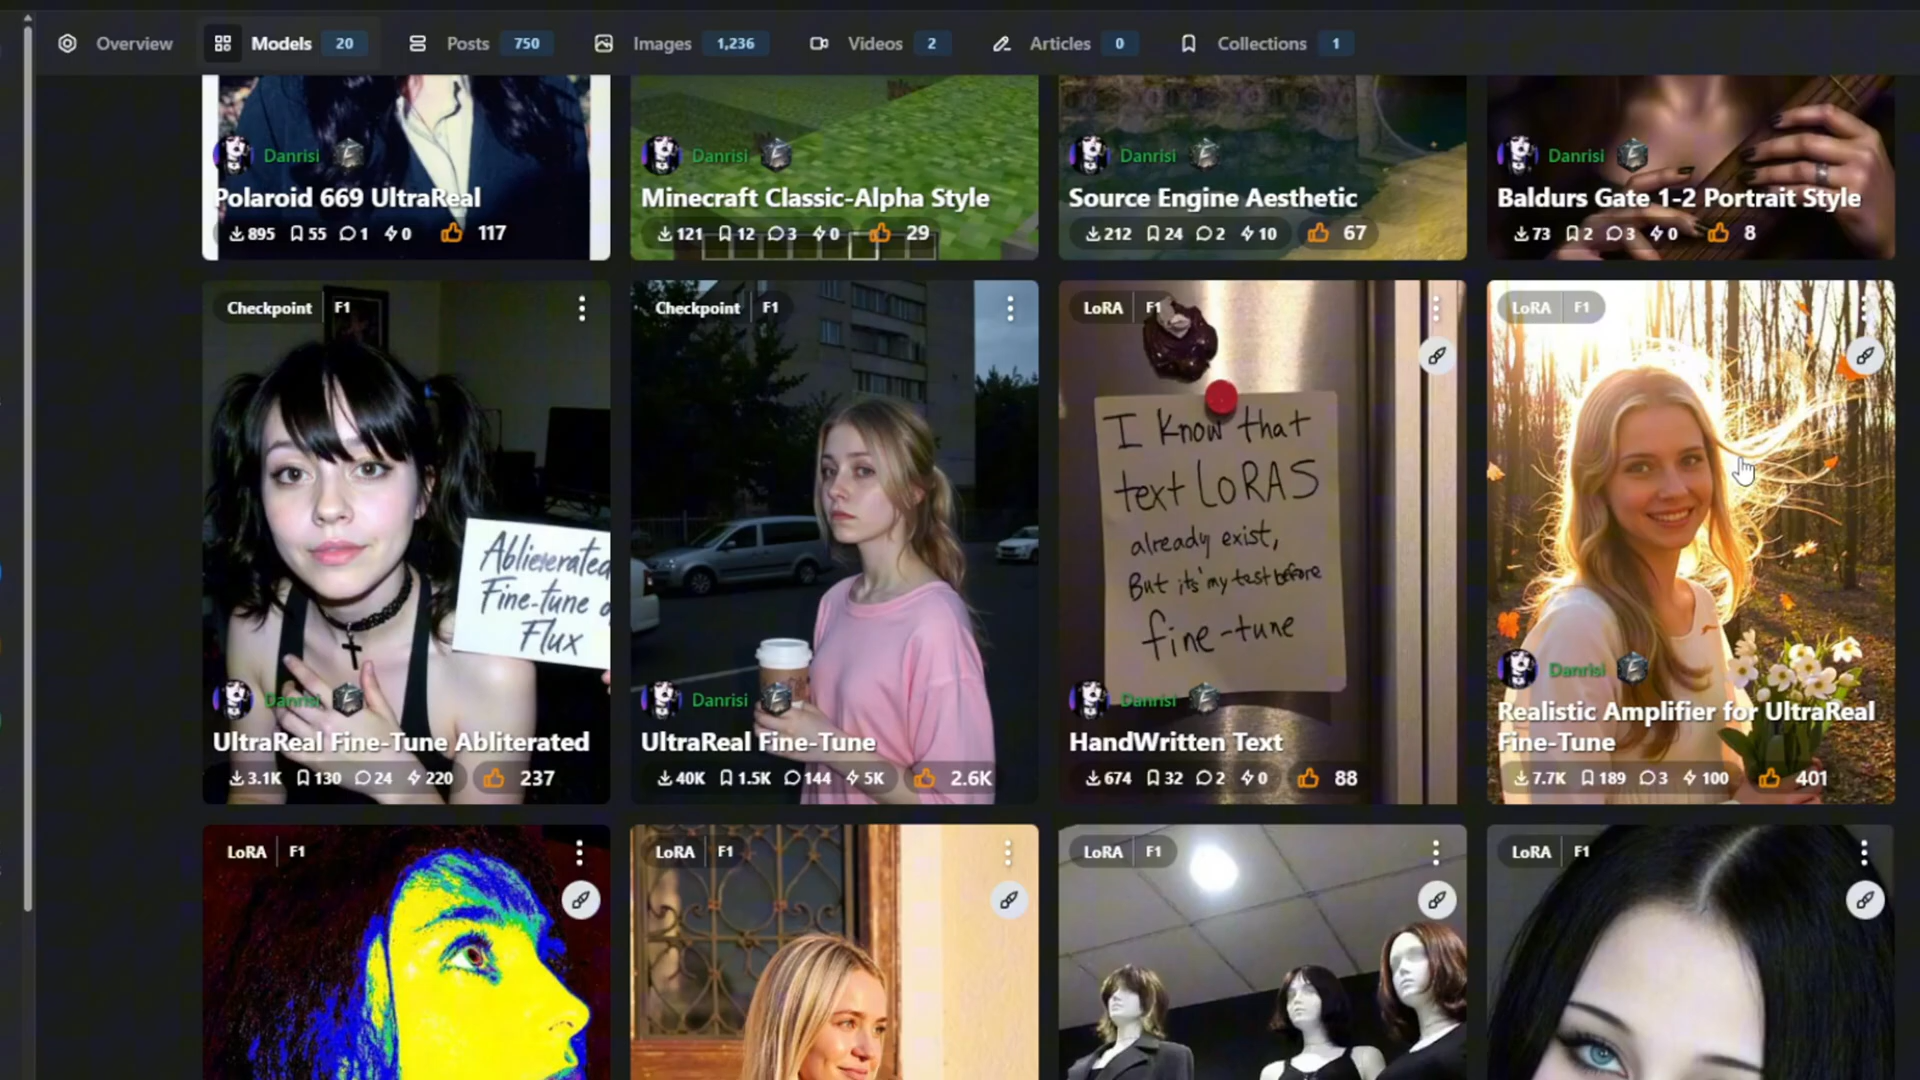 Overview Models 20 Posts 750 Images 1,236 Videos 2 Articles 0 Collections 1
Danrisi
Polaroid 669 UltraReal
895 55 1 0 117
Danrisi
Minecraft Classic-Alpha Style
121 12 3 0 29
Danrisi
Source Engine Aesthetic
212 24 2 10 67
Danrisi
Baldurs Gate 1-2 Portrait Style
73 2 3 0 8
Checkpoint F1
Abliererated
Fine-tune o
Flux
Danrisi
UltraReal Fine-Tune Abliterated
3.1K 130 24 220 237
Checkpoint F1
Danrisi
UltraReal Fine-Tune
40K 1.5K 144 5K 2.6K
LoRA F1
I Know that
text LoRAS
already exist,
But its'my test before
fine-tune
Danrisi
HandWritten Text
674 32 2 0 88
LoRA F1
Danrisi
Realistic Amplifier for UltraReal
Fine-Tune
7.7K 189 3 100 401
LoRA F1
LoRA F1
LoRA F1
LoRA F1